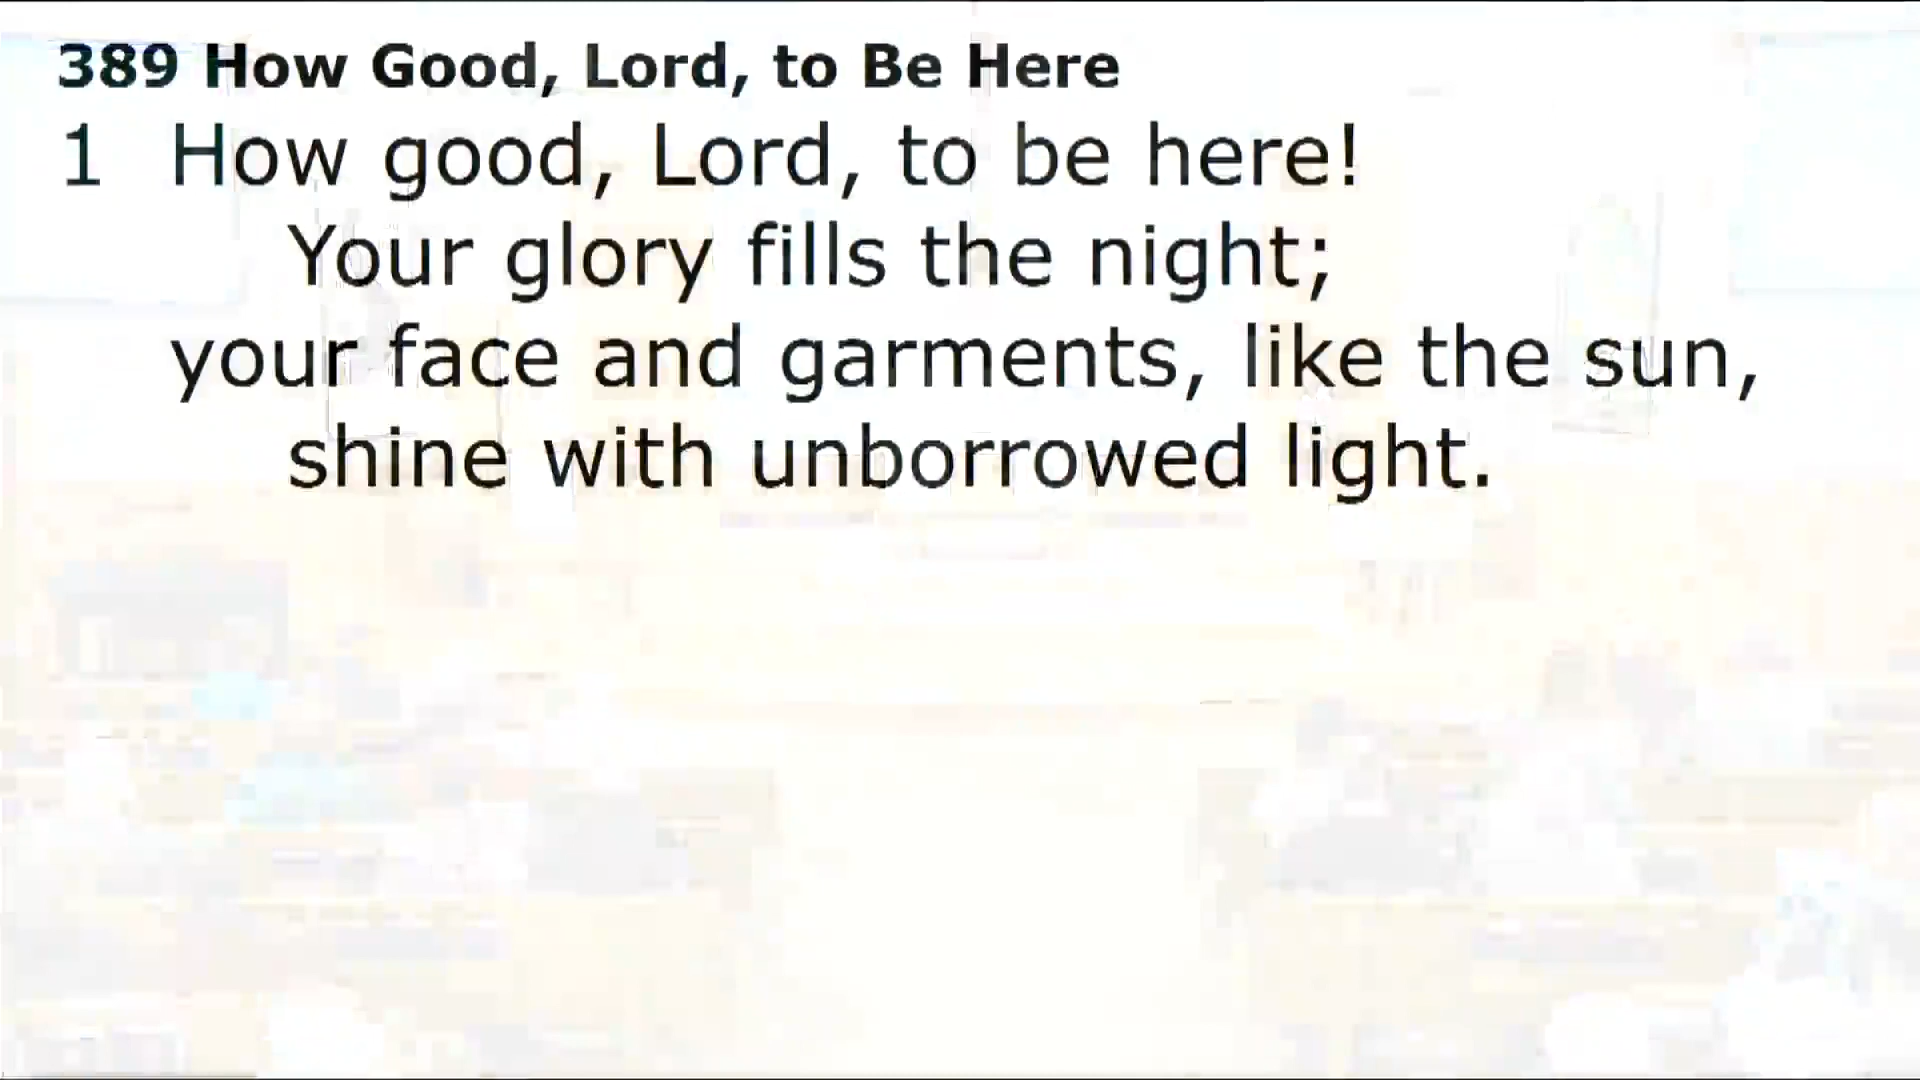 389 How Good, Lord, to Be Here
1 How good, Lord, to be here!
Your glory fills the night;
your face and garments, like the sun,
shine with unborrowed light.